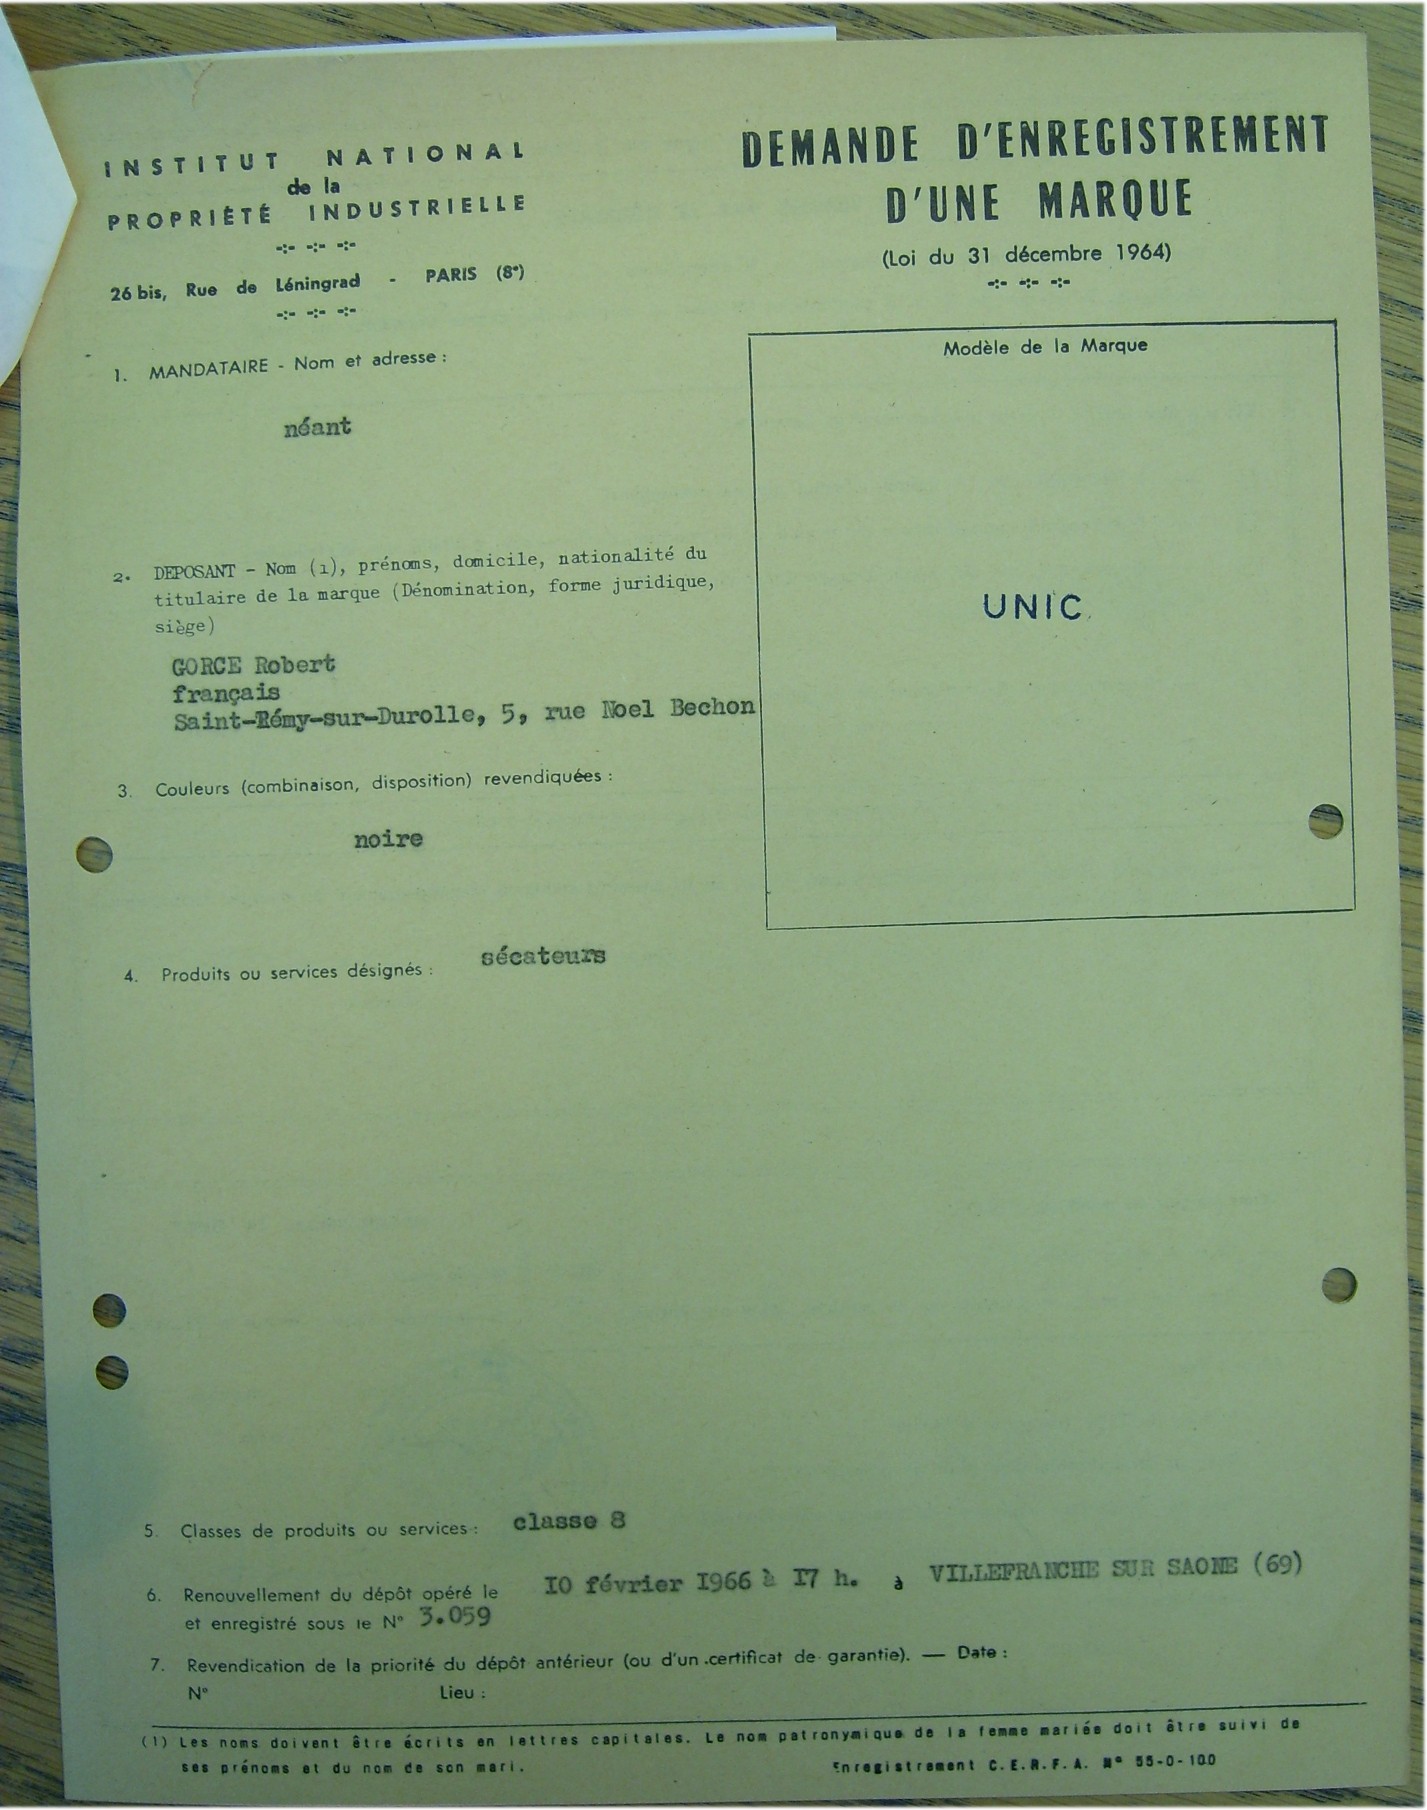 INSTITUT NATIONAL
de la
PROPRIÉTÉ INDUSTRIELLE
-:- -:- -:-
26 bis, Rue de Léningrad - PARIS (8e)
-:- -:- -:-
DEMANDE D'ENREGISTREMENT
D'UNE MARQUE
(Loi du 31 décembre 1964)
-:- -:- -:-
1. MANDATAIRE - Nom et adresse :
néant
2. DEPOSANT - Nom (1), prénoms, domicile, nationalité du
titulaire de la marque (Dénomination, forme juridique,
siège)
GORCE Robert
français
Saint-Rémy-sur-Durolle, 5, rue Noel Bechon
Modèle de la Marque
UNIC
3. Couleurs (combinaison, disposition) revendiquées :
noire
4. Produits ou services désignés : sécateurs
5. Classes de produits ou services : classe 8
6. Renouvellement du dépôt opéré le IO février I966 à I7 h. à VILLEFRANCHE SUR SAONE (69)
et enregistré sous le N° 3.059
7. Revendication de la priorité du dépôt antérieur (ou d'un certificat de garantie). — Date :
N° Lieu :
(1) Les noms doivent être écrits en lettres capitales. Le nom patronymique de la femme mariée doit être suivi de
ses prénoms et du nom de son mari.
Enregistrement C.E.R.F.A. N° 55-0-100